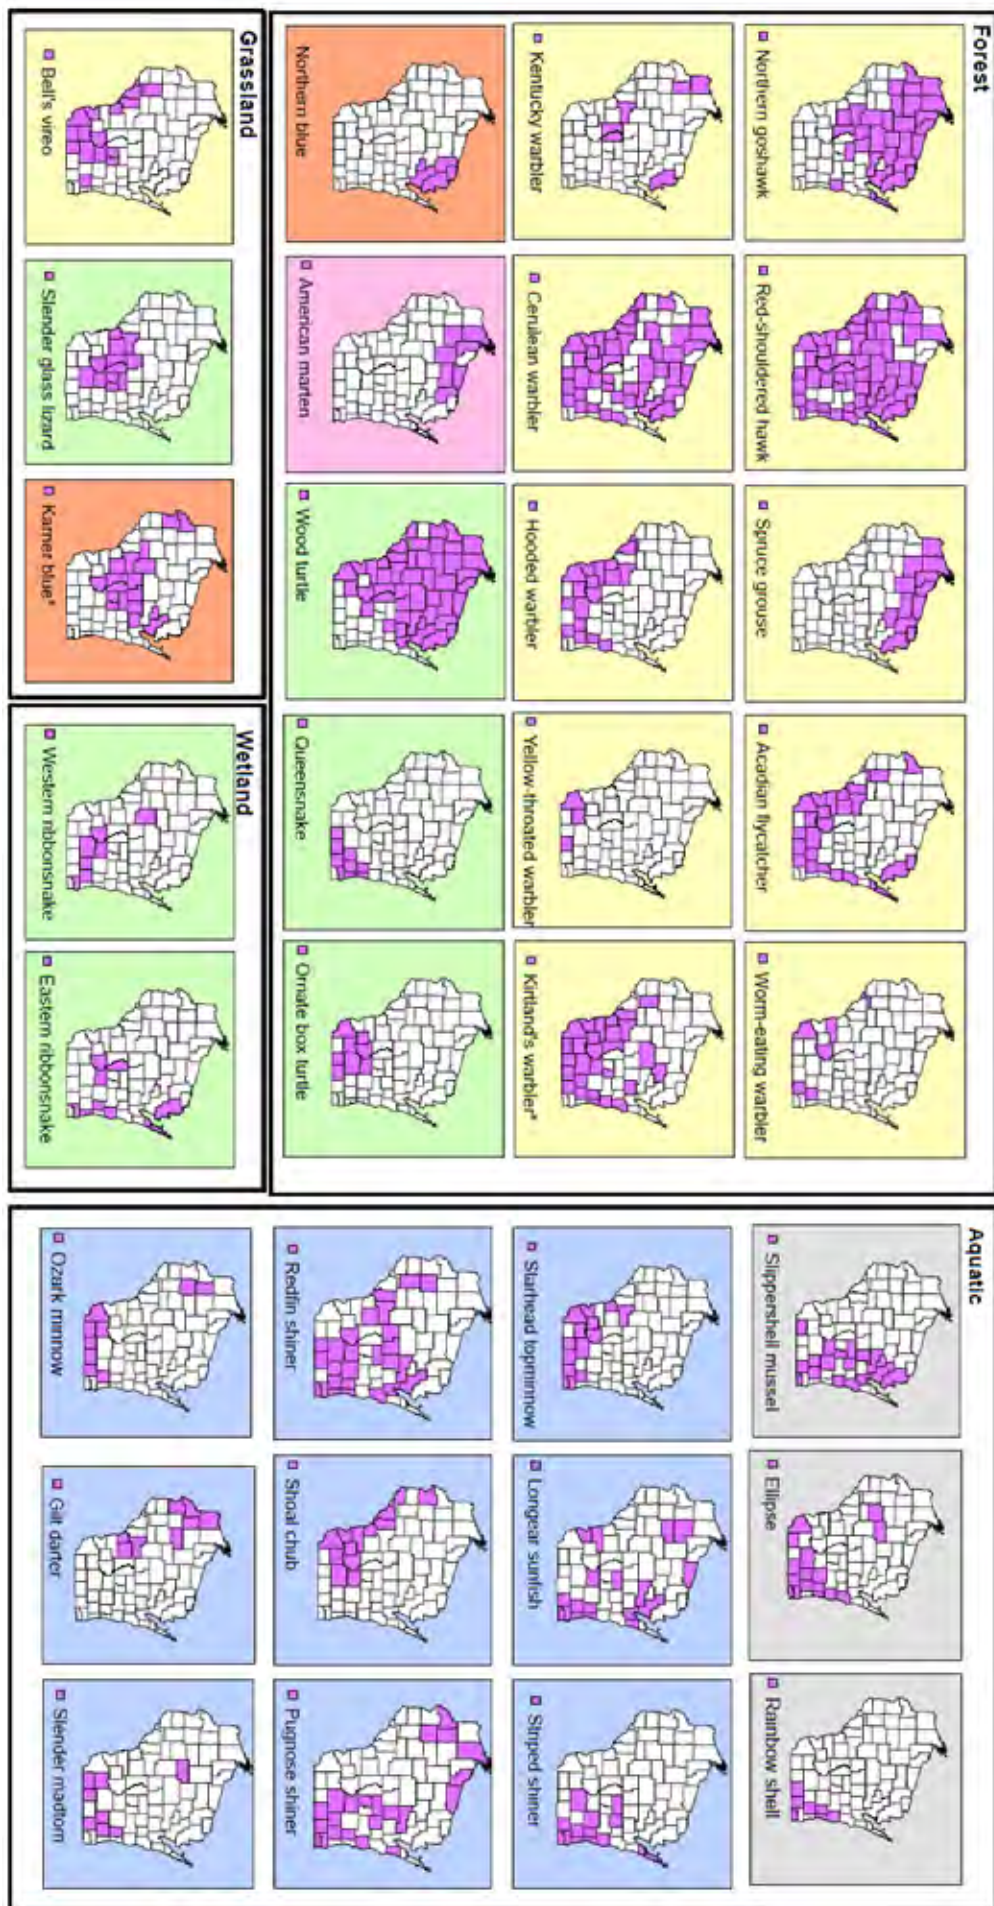 Forest
Northern goshawk
Red-shouldered hawk
Spruce grouse
Acadian flycatcher
Worm-eating warbler
Kentucky warbler
Cerulean warbler
Hooded warbler
Yellow-throated warbler
Kirtland's warbler*
Northern blue
American marten
Wood turtle
Queensnake
Ornate box turtle
Grassland
Bell's vireo
Slender glass lizard
Karner blue*
Wetland
Western ribbonsnake
Eastern ribbonsnake
Aquatic
Slippershell mussel
Ellipse
Rainbow shell
Starhead topminnow
Longear sunfish
Striped shiner
Redfin shiner
Shoal chub
Pugnose shiner
Ozark minnow
Gilt darter
Slender madtom